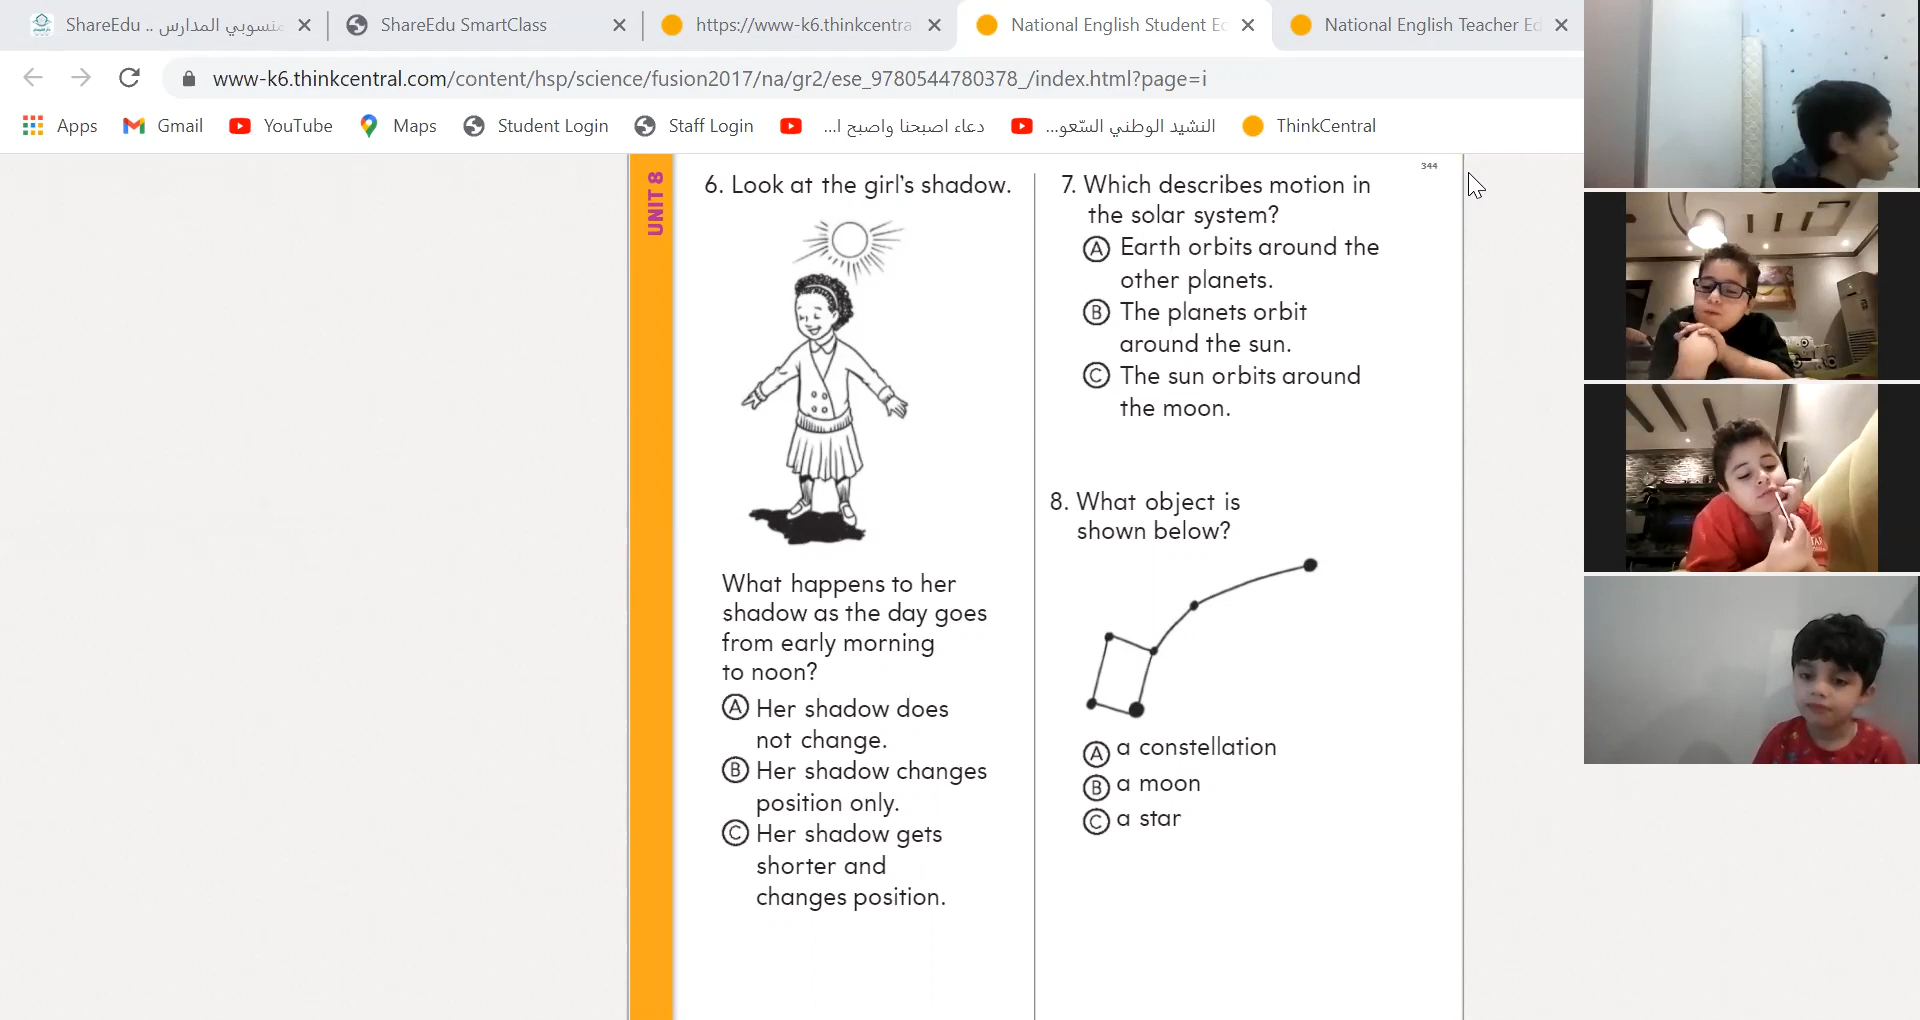 ShareEdu .. منسوبي المدارس
ShareEdu SmartClass
https://www-k6.thinkcentra
National English Student Ec
National English Teacher Ed
www-k6.thinkcentral.com/content/hsp/science/fusion2017/na/gr2/ese_9780544780378_/index.html?page=i
Apps
Gmail
YouTube
Maps
Student Login
Staff Login
دعاء اصبحنا واصبح ا...
النشيد الوطني السّعو...
ThinkCentral
UNIT 8
344
6. Look at the girl's shadow.
What happens to her
shadow as the day goes
from early morning
to noon?
A Her shadow does
not change.
B Her shadow changes
position only.
C Her shadow gets
shorter and
changes position.
7. Which describes motion in
the solar system?
A Earth orbits around the
other planets.
B The planets orbit
around the sun.
C The sun orbits around
the moon.
8. What object is
shown below?
A a constellation
B a moon
C a star